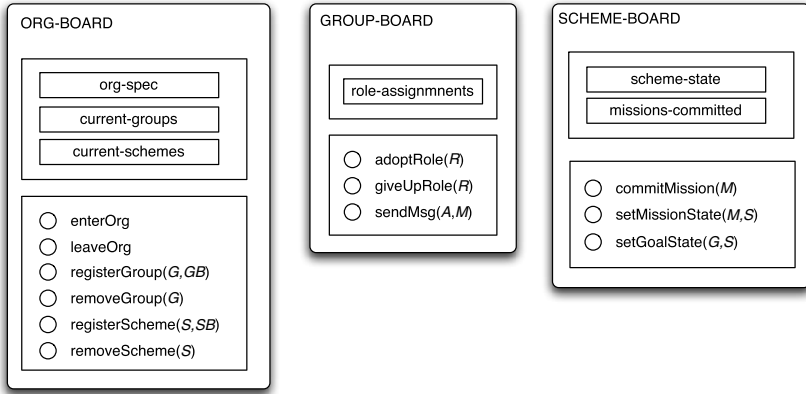 ORG-BOARD
org-spec
current-groups
current-schemes
enterOrg
leaveOrg
registerGroup(G,GB)
removeGroup(G)
registerScheme(S,SB)
removeScheme(S)
GROUP-BOARD
role-assignmnents
adoptRole(R)
giveUpRole(R)
sendMsg(A,M)
SCHEME-BOARD
scheme-state
missions-committed
commitMission(M)
setMissionState(M,S)
setGoalState(G,S)